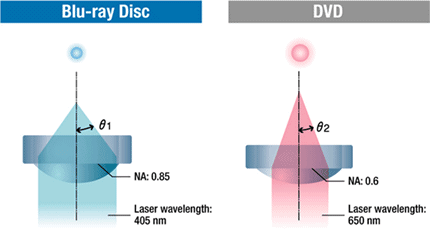 Blu-ray Disc
DVD
θ1
θ2
NA: 0.85
NA: 0.6
Laser wavelength:
405 nm
Laser wavelength:
650 nm